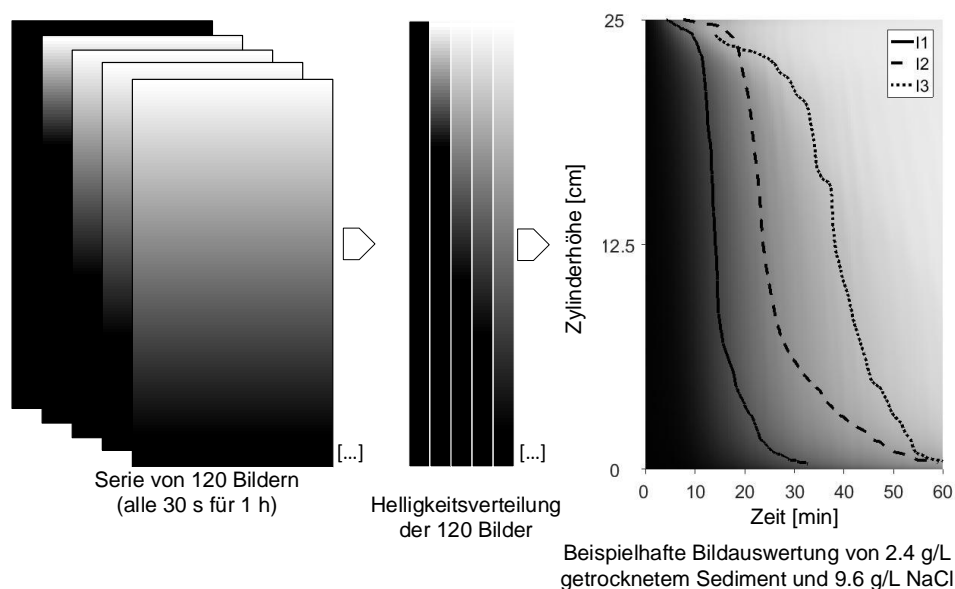 [...]
Serie von 120 Bildern
(alle 30 s für 1 h)
[...]
Helligkeitsverteilung
der 120 Bilder
I1
I2
I3
Zylinderhöhe [cm]
25
12.5
0
0 10 20 30 40 50 60
Zeit [min]
Beispielhafte Bildauswertung von 2.4 g/L
getrocknetem Sediment und 9.6 g/L NaCl